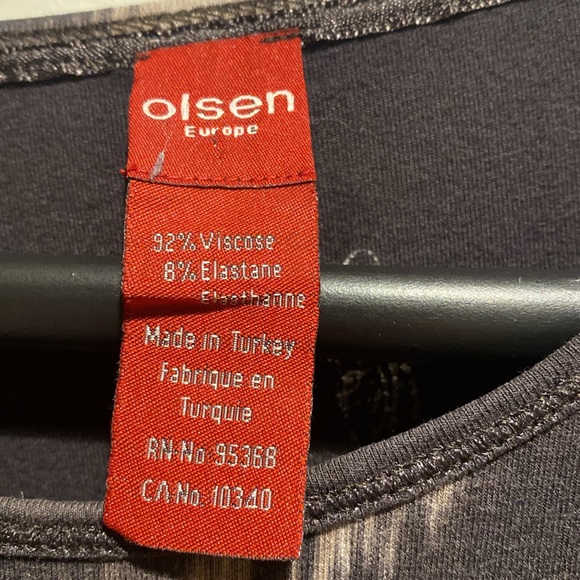 olsen
Europe
92% Viscose
8% Elastane
Elasthanne
Made in Turkey
Fabrique en
Turquie
RN-No 95368
CA-No. 10340